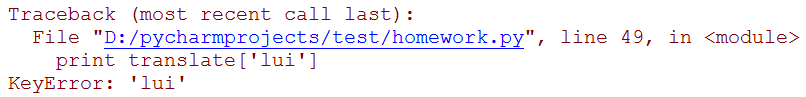 Traceback (most recent call last):
  File "D:/pycharmprojects/test/homework.py", line 49, in <module>
    print translate['lui']
KeyError: 'lui'